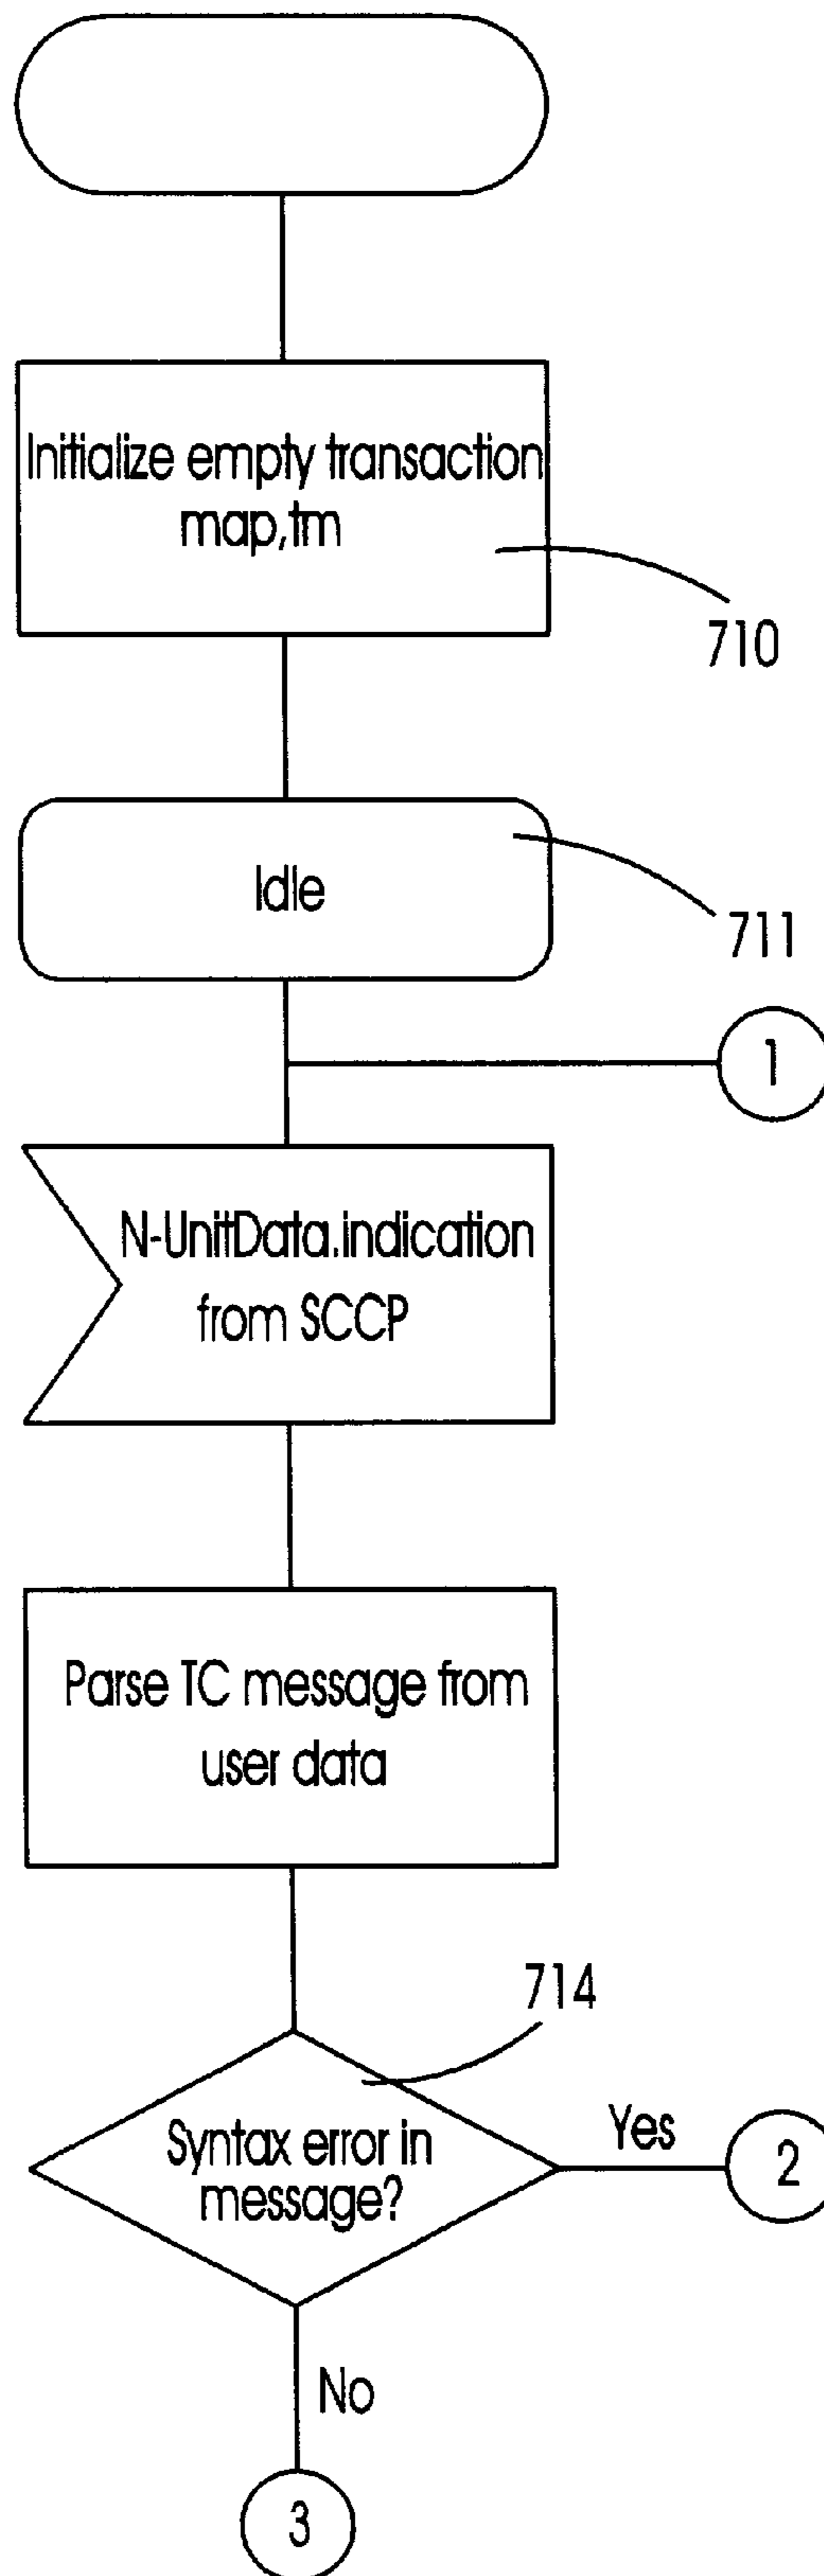 Initialize empty transaction
map,tm
710
Idle
711
1
N-UnitData.indication
from SCCP
Parse TC message from
user data
714
Syntax error in
message?
Yes
2
No
3